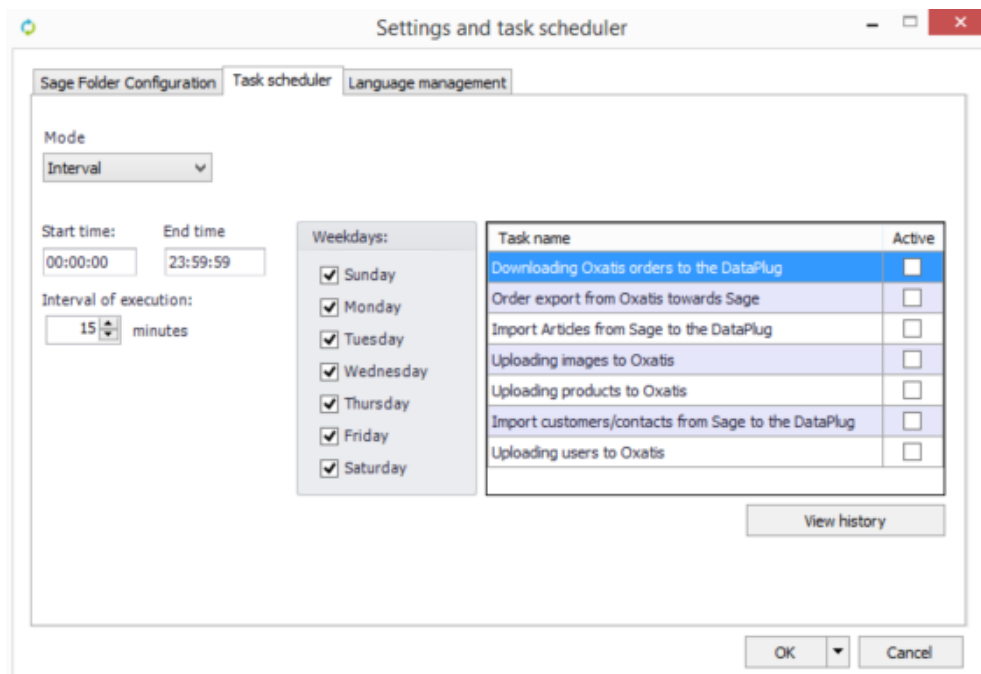 Settings and task scheduler
Sage Folder Configuration
Task scheduler
Language management
Mode
Interval
Start time:
End time
00:00:00
23:59:59
Interval of execution:
15
minutes
Weekdays:
Sunday
Monday
Tuesday
Wednesday
Thursday
Friday
Saturday
Task name
Active
Downloading Oxatis orders to the DataPlug
Order export from Oxatis towards Sage
Import Articles from Sage to the DataPlug
Uploading images to Oxatis
Uploading products to Oxatis
Import customers/contacts from Sage to the DataPlug
Uploading users to Oxatis
View history
OK
Cancel